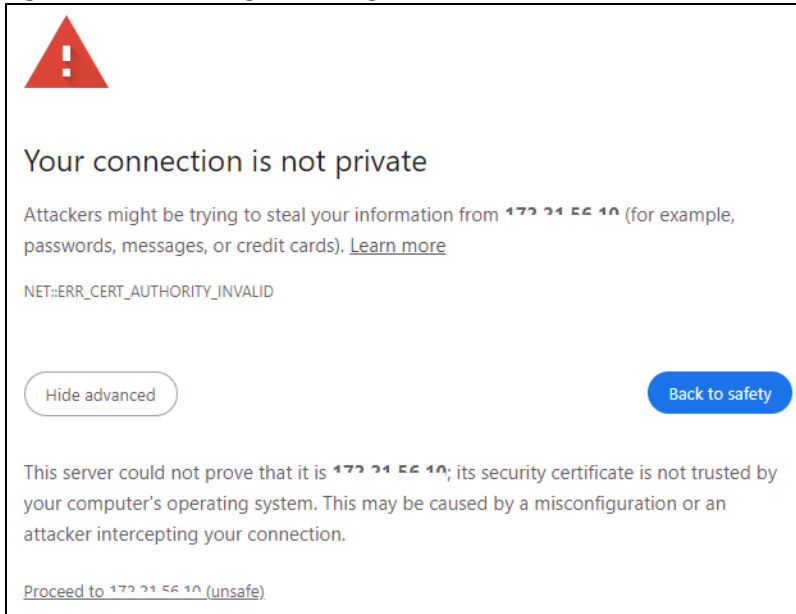 Your connection is not private
Attackers might be trying to steal your information from (for example,
passwords, messages, or credit cards). Learn more
NET::ERR_CERT_AUTHORITY_INVALID
Hide advanced
Back to safety
This server could not prove that it is ; its security certificate is not trusted by
your computer's operating system. This may be caused by a misconfiguration or an
attacker intercepting your connection.
Proceed to (unsafe)